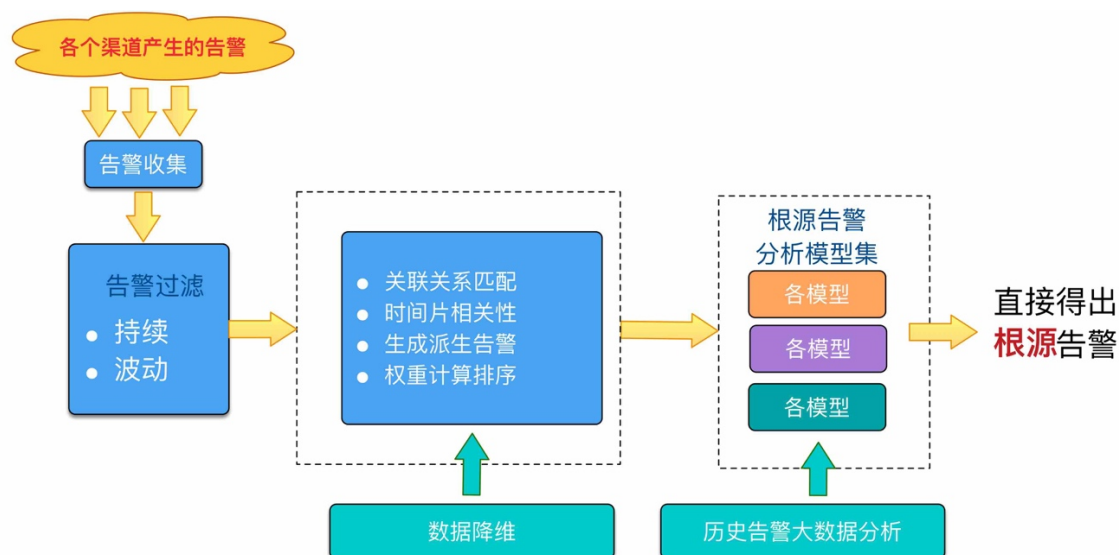 各个渠道产生的告警
告警收集
告警过滤
持续
波动
关联关系匹配
时间片相关性
生成派生告警
权重计算排序
数据降维
根源告警
分析模型集
各模型
各模型
各模型
历史告警大数据分析
直接得出
根源告警